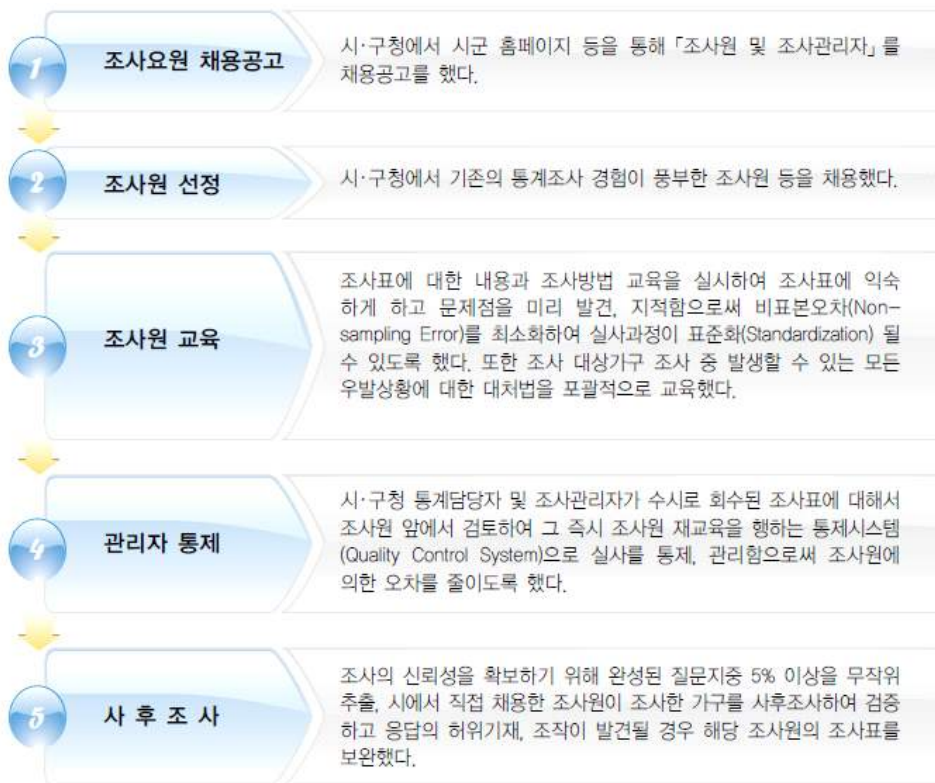 1
조사요원 채용공고
시·구청에서 시군 홈페이지 등을 통해 「조사원 및 조사관리자」를
채용공고를 했다.
2
조사원 선정
시·구청에서 기존의 통계조사 경험이 풍부한 조사원 등을 채용했다.
3
조사원 교육
조사표에 대한 내용과 조사방법 교육을 실시하여 조사표에 익숙
하게 하고 문제점을 미리 발견, 지적함으로써 비표본오차(Non-
sampling Error)를 최소화하여 실사과정이 표준화(Standardization) 될
수 있도록 했다. 또한 조사 대상가구 조사 중 발생할 수 있는 모든
우발상황에 대한 대처법을 포괄적으로 교육했다.
4
관리자 통제
시·구청 통계담당자 및 조사관리자가 수시로 회수된 조사표에 대해서
조사원 앞에서 검토하여 그 즉시 조사원 재교육을 행하는 통제시스템
(Quality Control System)으로 실사를 통제, 관리함으로써 조사원에
의한 오차를 줄이도록 했다.
5
사 후 조 사
조사의 신뢰성을 확보하기 위해 완성된 질문지중 5% 이상을 무작위
추출, 시에서 직접 채용한 조사원이 조사한 가구를 사후조사하여 검증
하고 응답의 허위기재, 조작이 발견될 경우 해당 조사원의 조사표를
보완했다.